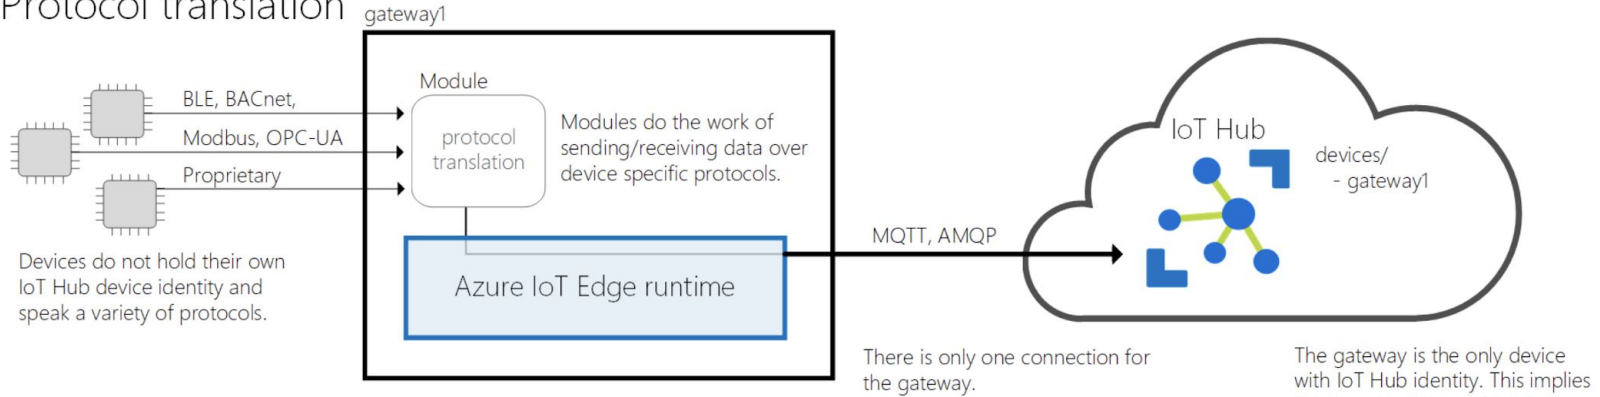 Protocol translation
gateway1
Module
BLE, BACnet,
Modbus, OPC-UA
Proprietary
protocol
translation
Modules do the work of
sending/receiving data over
device specific protocols.
Devices do not hold their own
IoT Hub device identity and
speak a variety of protocols.
Azure IoT Edge runtime
MQTT, AMQP
IoT Hub
devices/
- gateway1
There is only one connection for
the gateway.
The gateway is the only device
with IoT Hub identity. This implies